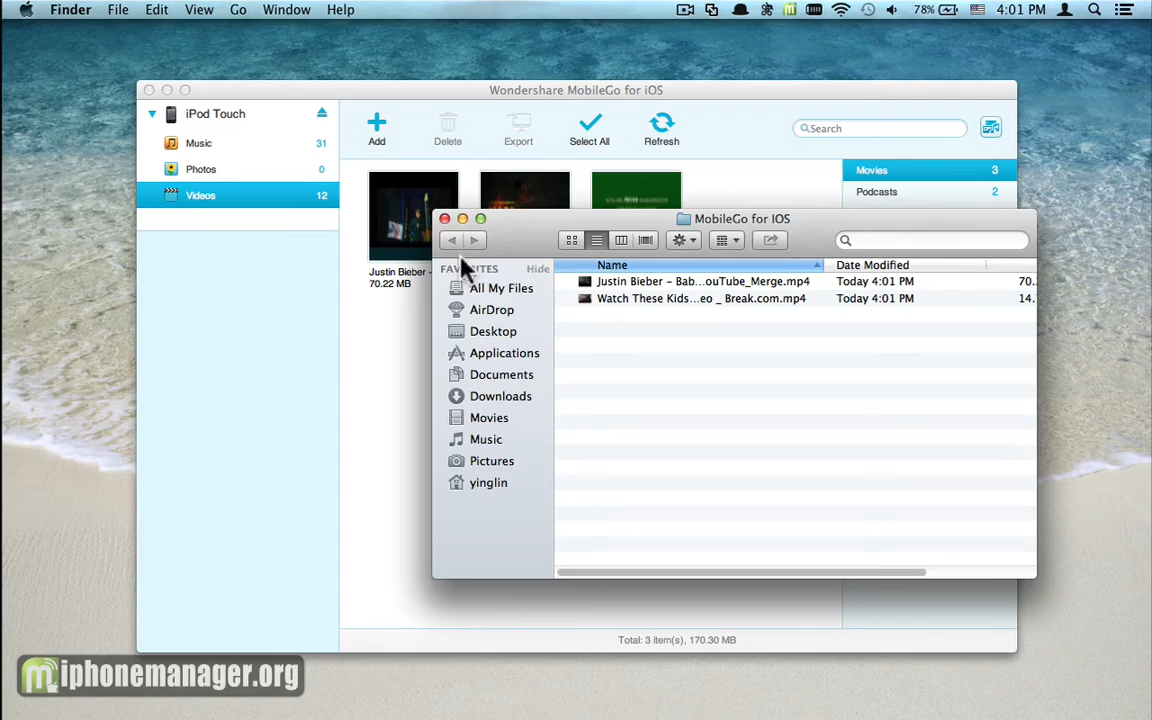 Finder File Edit View Go Window Help 78% 4:01 PM
Wondershare MobileGo for iOS
iPod Touch
Music 31
Photos 0
Videos 12
Add Delete Export Select All Refresh
Search
Movies 3
Podcasts 2
Justin Bieber -
70.22 MB
MobileGo for IOS
FAVORITES Hide
All My Files
AirDrop
Desktop
Applications
Documents
Downloads
Movies
Music
Pictures
yinglin
Name Date Modified
Justin Bieber – Bab...ouTube_Merge.mp4 Today 4:01 PM 70.
Watch These Kids...eo _ Break.com.mp4 Today 4:01 PM 14.
Total: 3 item(s), 170.30 MB
iphonemanager.org